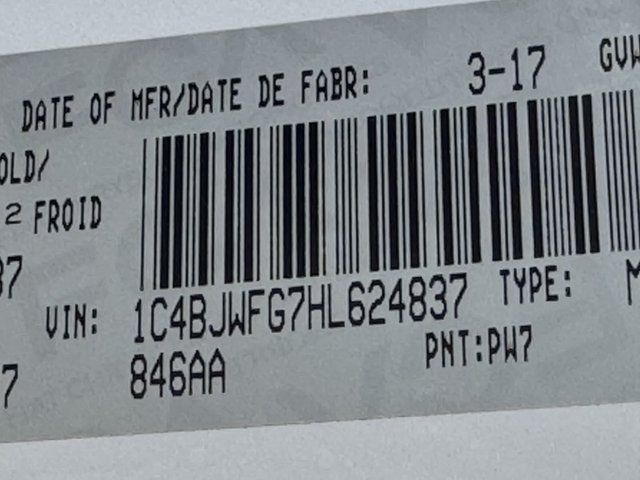 DATE OF MFR/DATE DE FABR: 3-17 GVW
OLD/
2 FROID
37
VIN: 1C4BJWFG7HL624837 TYPE: M
7 846AA PNT:PW7